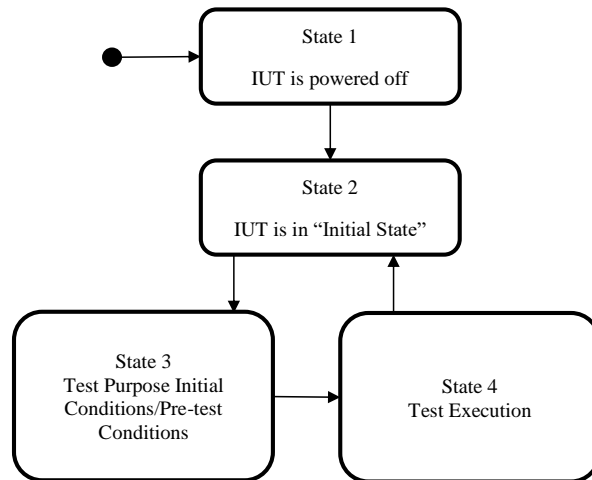 State 1
IUT is powered off
State 2
IUT is in “Initial State”
State 3
Test Purpose Initial
Conditions/Pre-test
Conditions
State 4
Test Execution